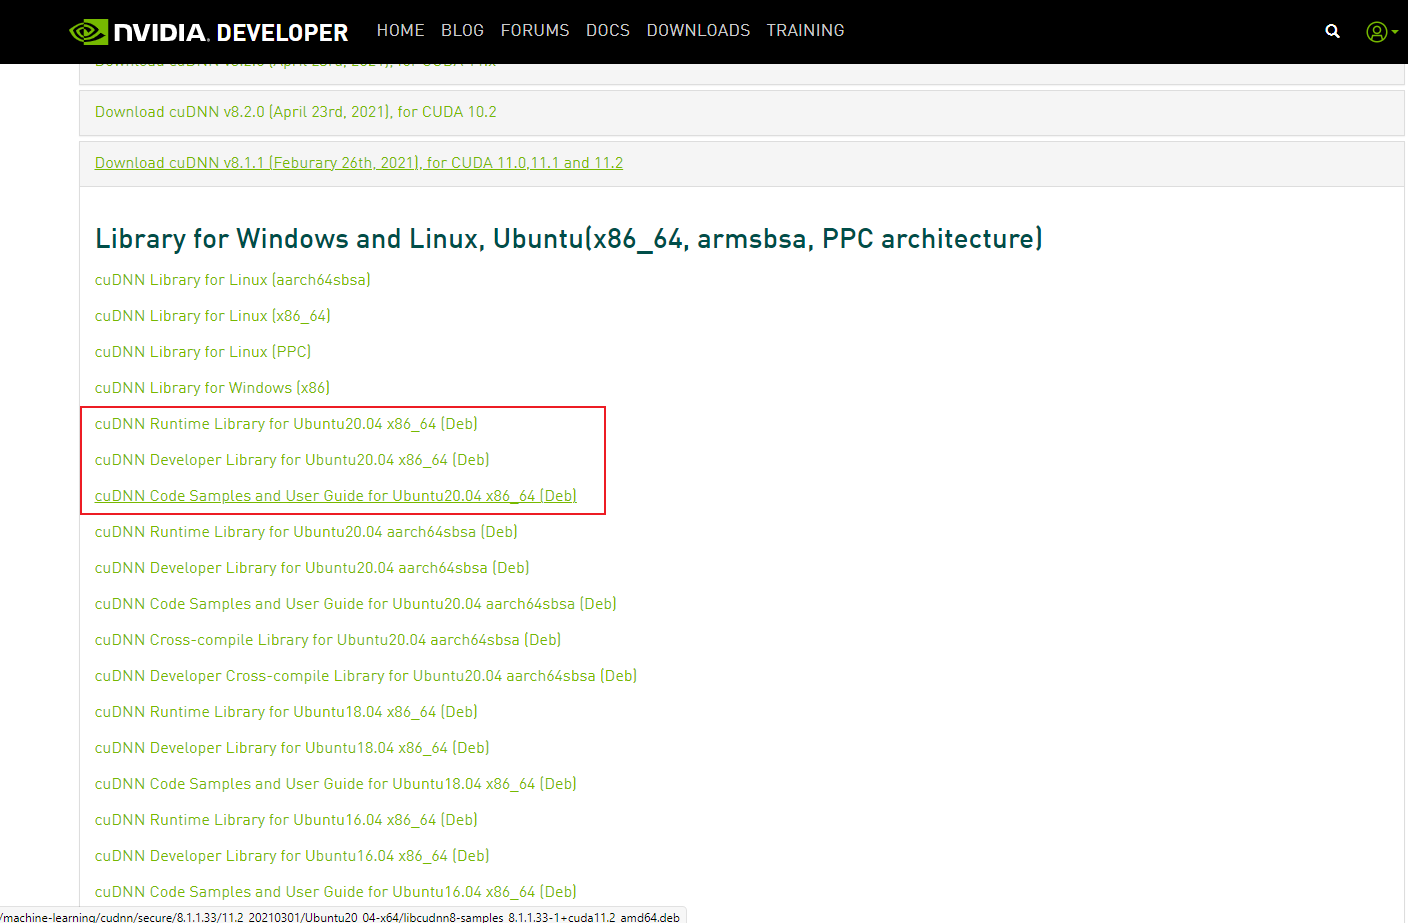 NVIDIA. DEVELOPER HOME BLOG FORUMS DOCS DOWNLOADS TRAINING
Download cuDNN v8.2.0 (April 23rd, 2021), for CUDA 11.x
Download cuDNN v8.2.0 (April 23rd, 2021), for CUDA 10.2
Download cuDNN v8.1.1 (Feburary 26th, 2021), for CUDA 11.0,11.1 and 11.2
Library for Windows and Linux, Ubuntu(x86_64, armsbsa, PPC architecture)
cuDNN Library for Linux (aarch64sbsa)
cuDNN Library for Linux (x86_64)
cuDNN Library for Linux (PPC)
cuDNN Library for Windows (x86)
cuDNN Runtime Library for Ubuntu20.04 x86_64 (Deb)
cuDNN Developer Library for Ubuntu20.04 x86_64 (Deb)
cuDNN Code Samples and User Guide for Ubuntu20.04 x86_64 (Deb)
cuDNN Runtime Library for Ubuntu20.04 aarch64sbsa (Deb)
cuDNN Developer Library for Ubuntu20.04 aarch64sbsa (Deb)
cuDNN Code Samples and User Guide for Ubuntu20.04 aarch64sbsa (Deb)
cuDNN Cross-compile Library for Ubuntu20.04 aarch64sbsa (Deb)
cuDNN Developer Cross-compile Library for Ubuntu20.04 aarch64sbsa (Deb)
cuDNN Runtime Library for Ubuntu18.04 x86_64 (Deb)
cuDNN Developer Library for Ubuntu18.04 x86_64 (Deb)
cuDNN Code Samples and User Guide for Ubuntu18.04 x86_64 (Deb)
cuDNN Runtime Library for Ubuntu16.04 x86_64 (Deb)
cuDNN Developer Library for Ubuntu16.04 x86_64 (Deb)
cuDNN Code Samples and User Guide for Ubuntu16.04 x86_64 (Deb)
/machine-learning/cudnn/secure/8.1.1.33/11.2_20210301/Ubuntu20_04-x64/libcudnn8-samples_8.1.1.33-1+cuda11.2_amd64.deb